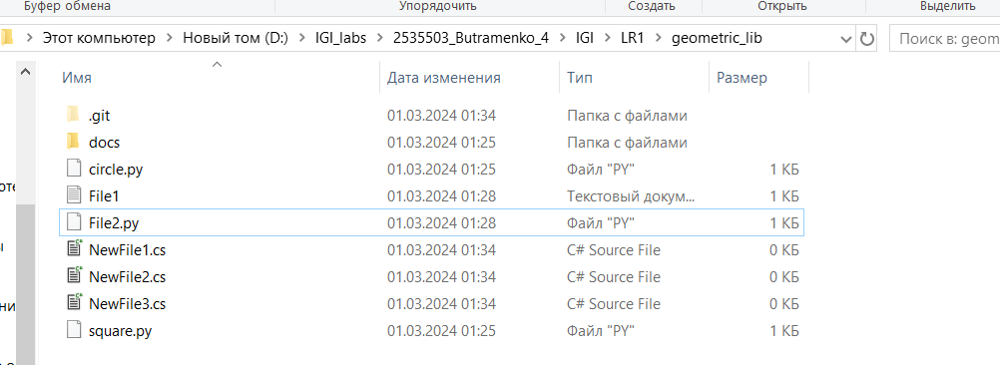 Буфер обмена Упорядочить Создать Открыть Выделить
Этот компьютер > Новый том (D:) > IGI_labs > 2535503_Butramenko_4 > IGI > LR1 > geometric_lib Поиск в: geom
Имя Дата изменения Тип Размер
.git 01.03.2024 01:34 Папка с файлами
docs 01.03.2024 01:25 Папка с файлами
circle.py 01.03.2024 01:25 Файл "PY" 1 КБ
File1 01.03.2024 01:28 Текстовый докум... 1 КБ
File2.py 01.03.2024 01:28 Файл "PY" 1 КБ
NewFile1.cs 01.03.2024 01:34 C# Source File 0 КБ
NewFile2.cs 01.03.2024 01:34 C# Source File 0 КБ
NewFile3.cs 01.03.2024 01:34 C# Source File 0 КБ
square.py 01.03.2024 01:25 Файл "PY" 1 КБ